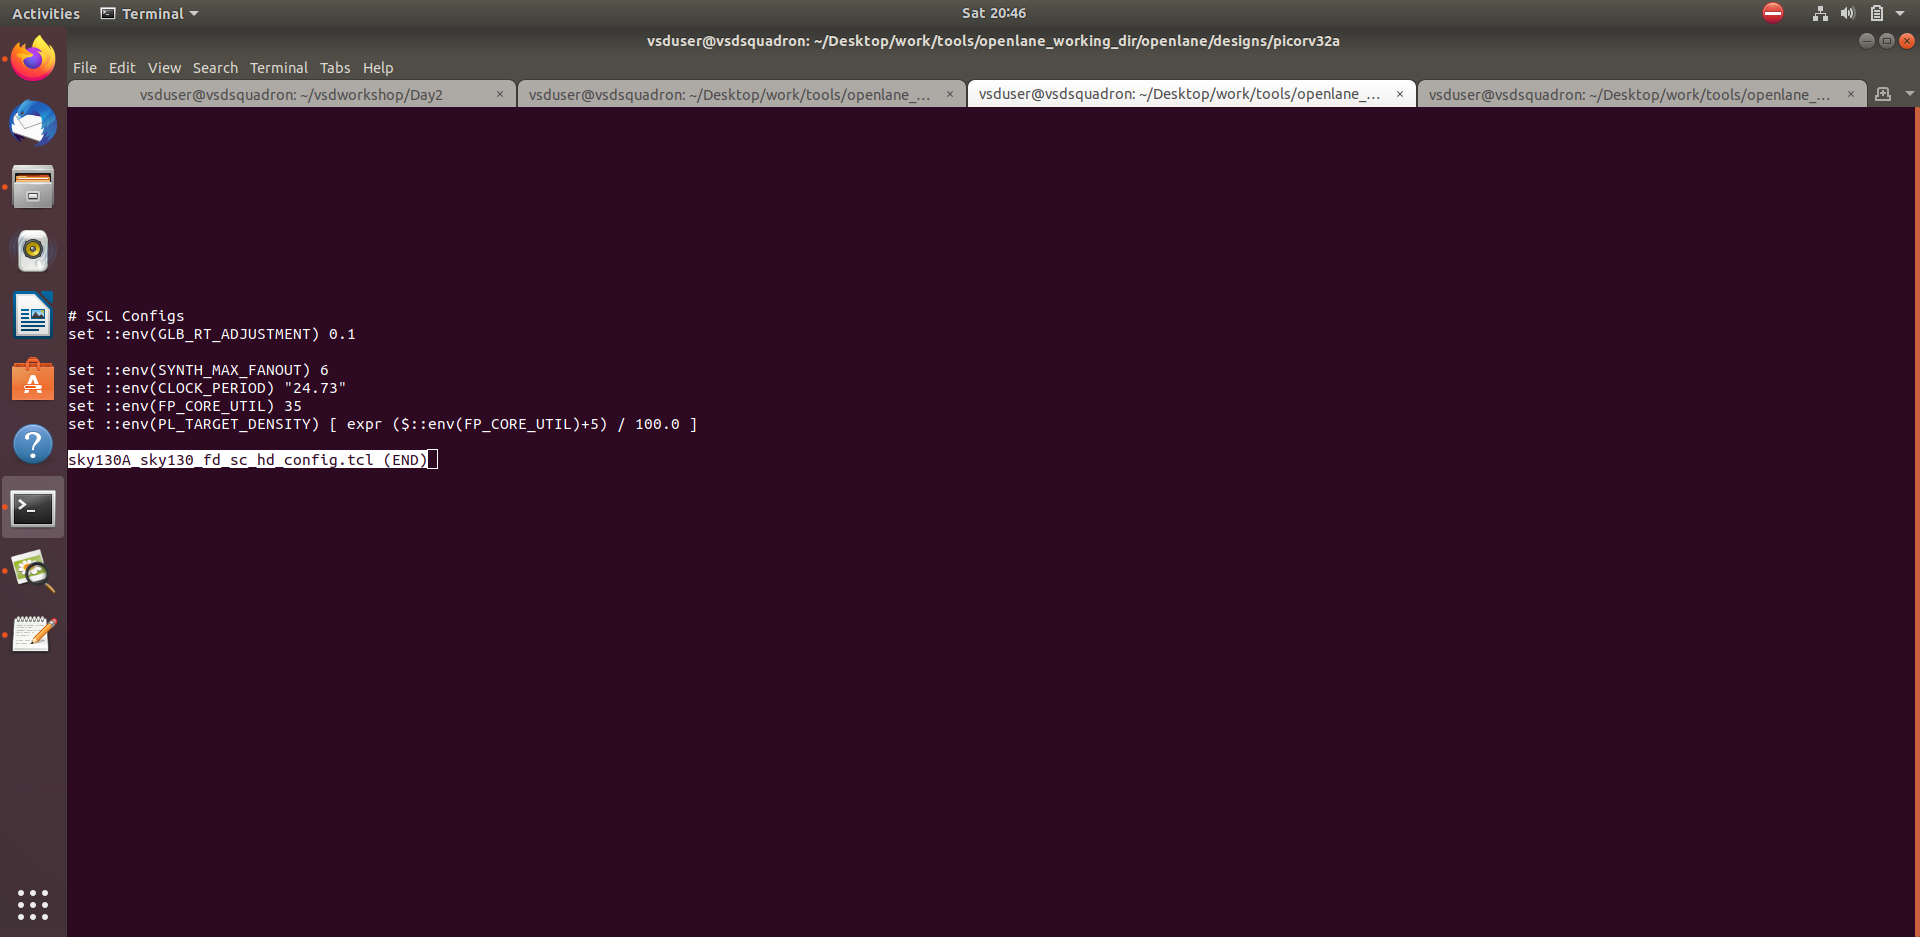 Activities Terminal Sat 20:46
vsduser@vsdsquadron: ~/Desktop/work/tools/openlane_working_dir/openlane/designs/picorv32a
File Edit View Search Terminal Tabs Help
vsduser@vsdsquadron: ~/vsdworkshop/Day2 × vsduser@vsdsquadron: ~/Desktop/work/tools/openlane_... × vsduser@vsdsquadron: ~/Desktop/work/tools/openlane_... × vsduser@vsdsquadron: ~/Desktop/work/tools/openlane_... ×
# SCL Configs
set ::env(GLB_RT_ADJUSTMENT) 0.1
set ::env(SYNTH_MAX_FANOUT) 6
set ::env(CLOCK_PERIOD) "24.73"
set ::env(FP_CORE_UTIL) 35
set ::env(PL_TARGET_DENSITY) [ expr ($::env(FP_CORE_UTIL)+5) / 100.0 ]
sky130A_sky130_fd_sc_hd_config.tcl (END)